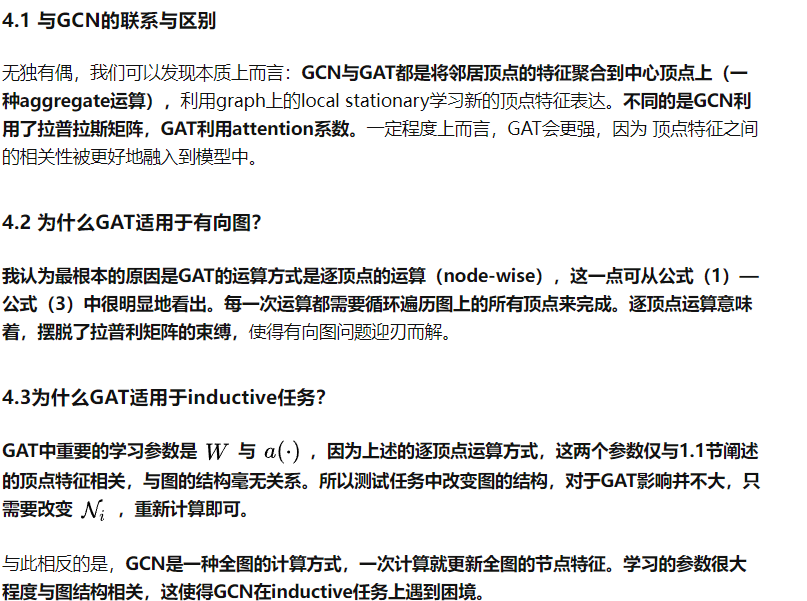 4.1 与GCN的联系与区别
无独有偶，我们可以发现本质上而言：GCN与GAT都是将邻居顶点的特征聚合到中心顶点上（一
种aggregate运算），利用graph上的local stationary学习新的顶点特征表达。不同的是GCN利
用了拉普拉斯矩阵，GAT利用attention系数。一定程度上而言，GAT会更强，因为 顶点特征之间
的相关性被更好地融入到模型中。
4.2 为什么GAT适用于有向图？
我认为最根本的原因是GAT的运算方式是逐顶点的运算（node-wise），这一点可从公式（1）—
公式（3）中很明显地看出。每一次运算都需要循环遍历图上的所有顶点来完成。逐顶点运算意味
着，摆脱了拉普利矩阵的束缚，使得有向图问题迎刃而解。
4.3为什么GAT适用于inductive任务？
GAT中重要的学习参数是 W 与 a(·) ，因为上述的逐顶点运算方式，这两个参数仅与1.1节阐述
的顶点特征相关，与图的结构毫无关系。所以测试任务中改变图的结构，对于GAT影响并不大，只
需要改变 𝒩ᵢ ，重新计算即可。
与此相反的是，GCN是一种全图的计算方式，一次计算就更新全图的节点特征。学习的参数很大
程度与图结构相关，这使得GCN在inductive任务上遇到困境。